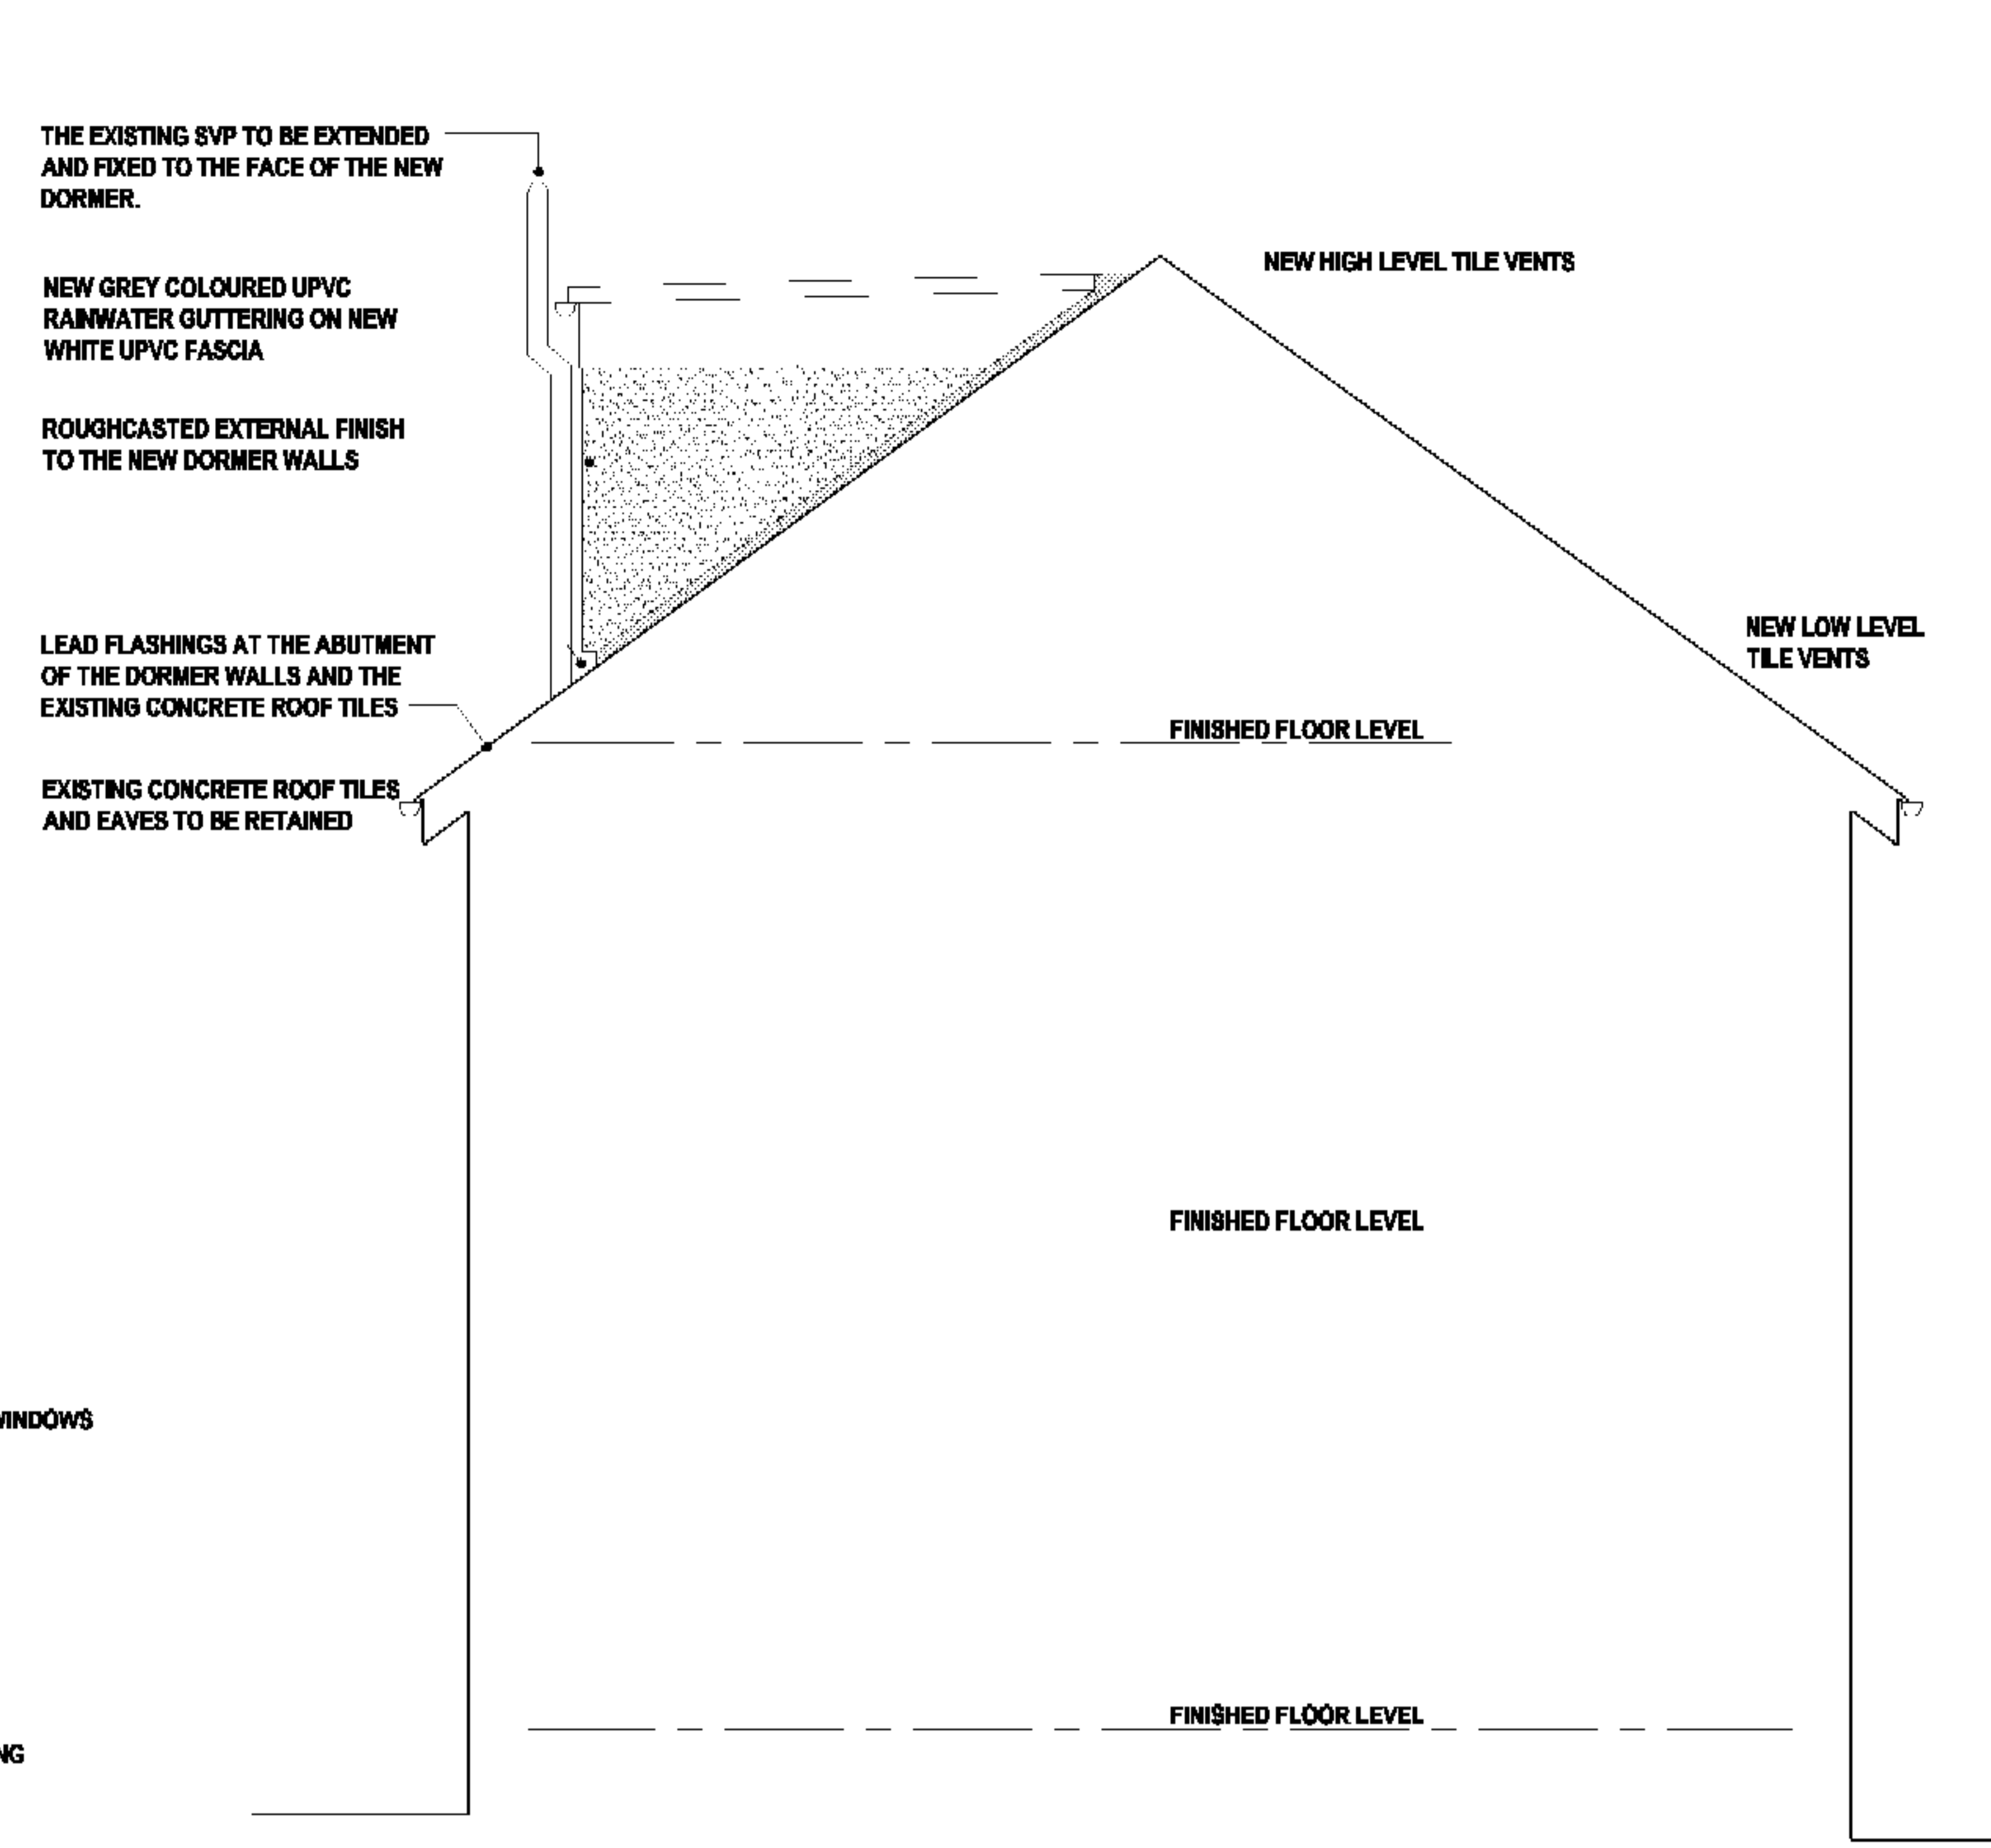 THE EXISTING SVP TO BE EXTENDED
AND FIXED TO THE FACE OF THE NEW
DORMER.
NEW GREY COLOURED UPVC
RAINWATER GUTTERING ON NEW
WHITE UPVC FASCIA
ROUGHCASTED EXTERNAL FINISH
TO THE NEW DORMER WALLS
LEAD FLASHINGS AT THE ABUTMENT
OF THE DORMER WALLS AND THE
EXISTING CONCRETE ROOF TILES
EXISTING CONCRETE ROOF TILES
AND EAVES TO BE RETAINED
NEW HIGH LEVEL TILE VENTS
NEW LOW LEVEL
TILE VENTS
FINISHED FLOOR LEVEL
FINISHED FLOOR LEVEL
WINDOWS
FINISHED FLOOR LEVEL